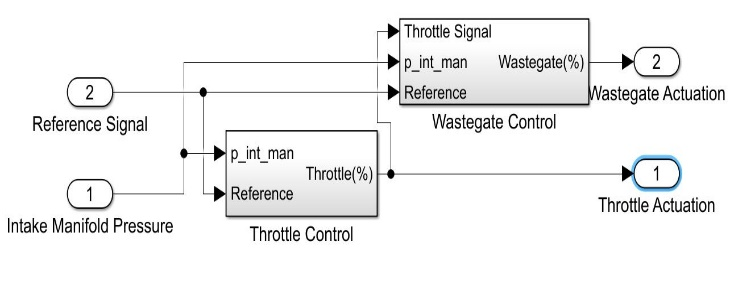 Throttle Signal
p_int_man
Wastegate(%)
2
Reference
Wastegate Actuation
Wastegate Control
2
Reference Signal
p_int_man
Throttle(%)
1
Reference
Throttle Actuation
1
Intake Manifold Pressure
Throttle Control